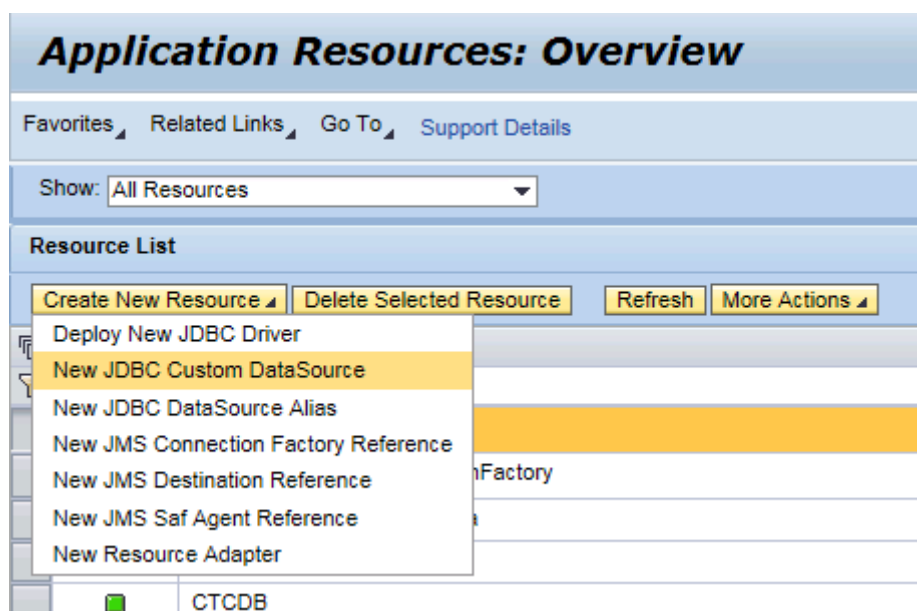 Application Resources: Overview
Favorites Related Links Go To Support Details
Show: All Resources
Resource List
Create New Resource Delete Selected Resource Refresh More Actions
Deploy New JDBC Driver
New JDBC Custom DataSource
New JDBC DataSource Alias
New JMS Connection Factory Reference
nFactory
New JMS Destination Reference
New JMS Saf Agent Reference
New Resource Adapter
CTCDB